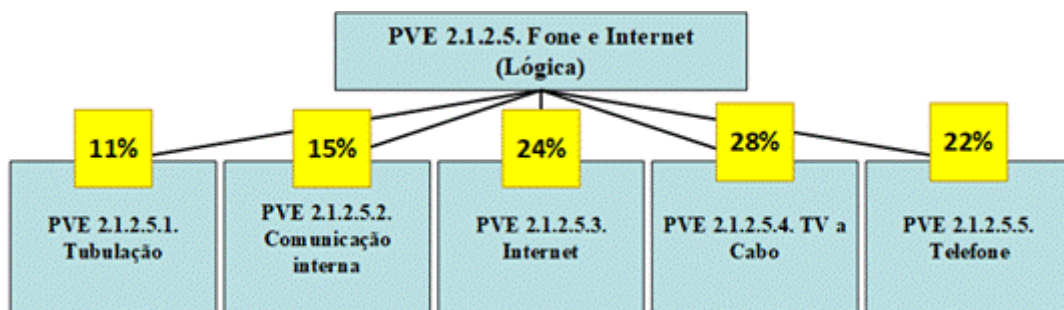 PVE 2.1.2.5. Fone e Internet
(Lógica)
11%
15%
24%
28%
22%
PVE 2.1.2.5.1.
Tubulação
PVE 2.1.2.5.2.
Comunicação
interna
PVE 2.1.2.5.3.
Internet
PVE 2.1.2.5.4. TV a
Cabo
PVE 2.1.2.5.5.
Telefone